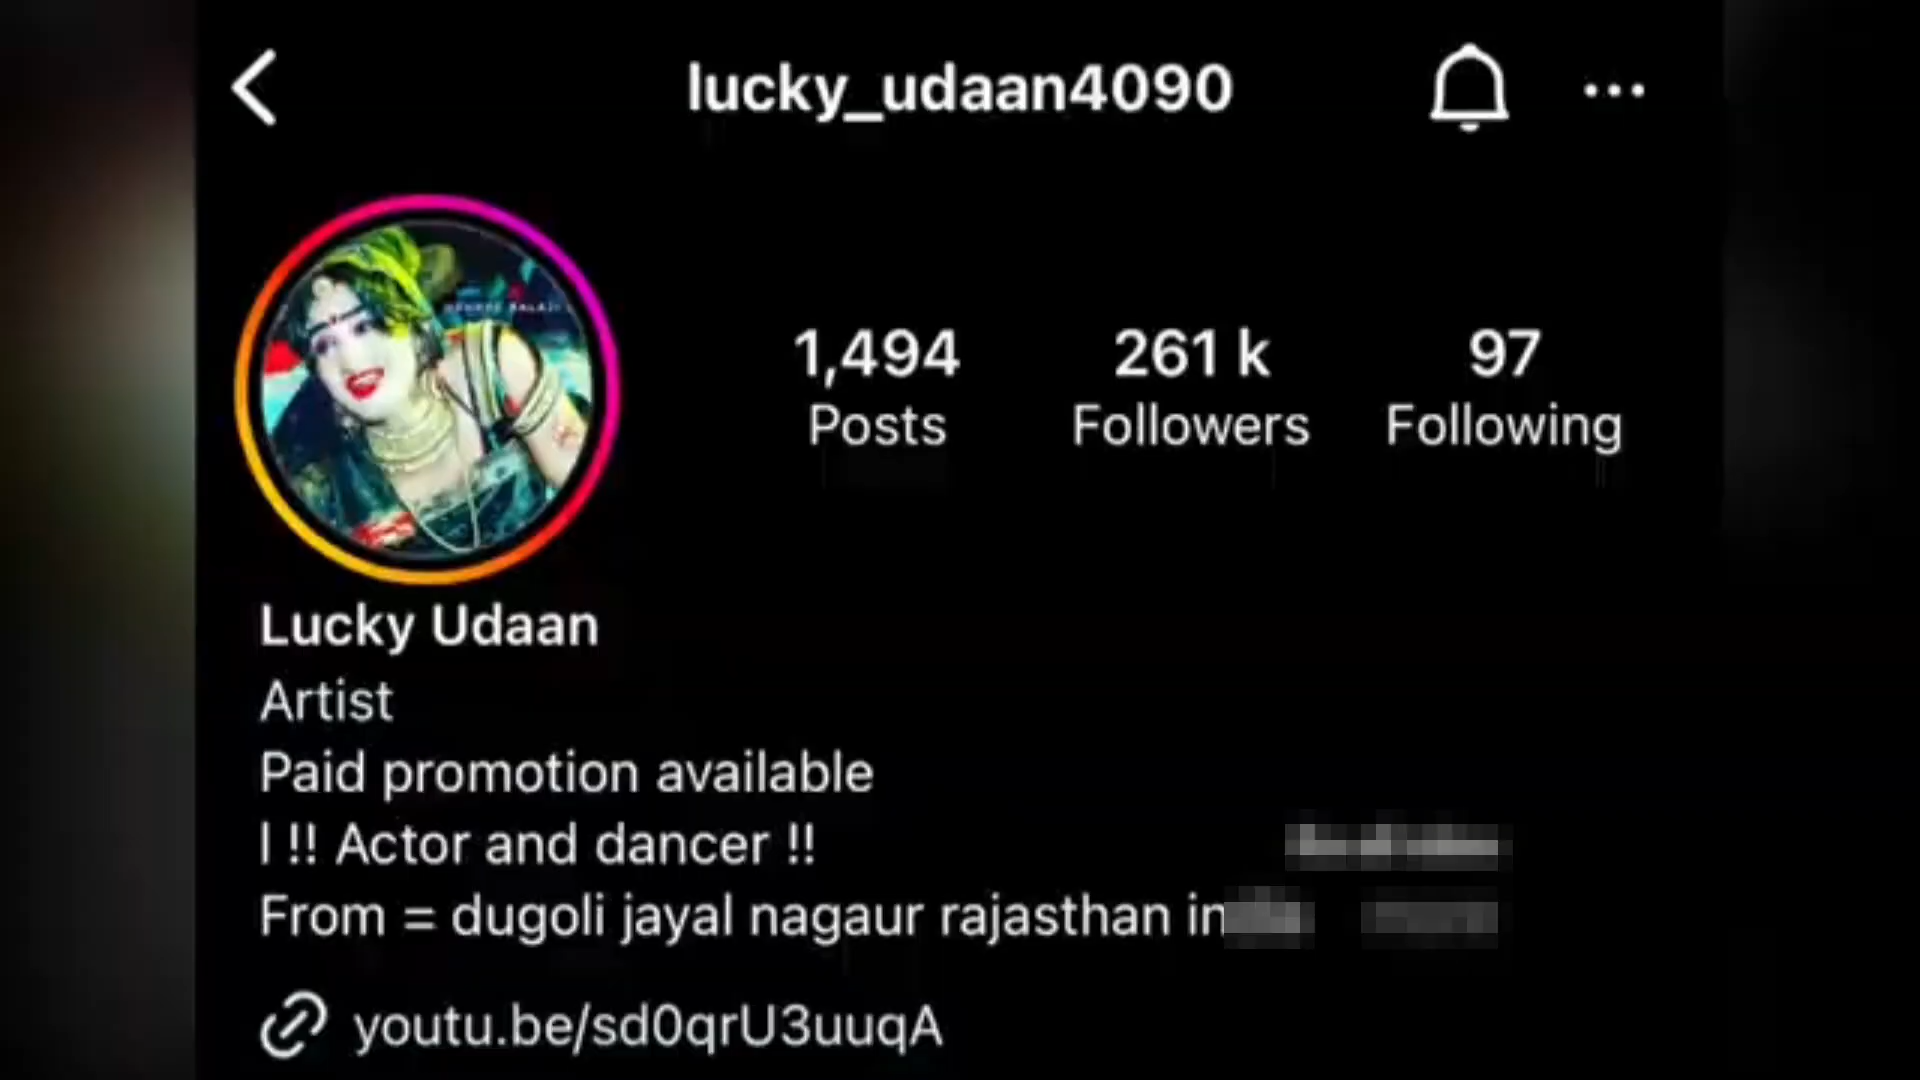 lucky_udaan4090
1,494
Posts
261 k
Followers
97
Following
Lucky Udaan
Artist
Paid promotion available
I !! Actor and dancer !!
From = dugoli jayal nagaur rajasthan
youtu.be/sd0qrU3uuqA